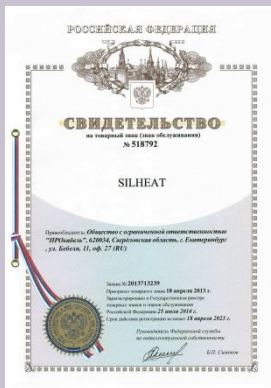 РОССИЙСКАЯ ФЕДЕРАЦИЯ
СВИДЕТЕЛЬСТВО
на товарный знак (знак обслуживания)
№ 518792
SILHEAT
Правообладатель: Общество с ограниченной ответственностью
"ПРОкабель", 620034, Свердловская область, г. Екатеринбург
, ул. Бебеля, 11, оф. 27 (RU)
Заявка № 2013713239
Приоритет товарного знака 18 апреля 2013 г.
Зарегистрировано в Государственном реестре
товарных знаков и знаков обслуживания
Российской Федерации 25 июля 2014 г.
Срок действия регистрации истекает 18 апреля 2023 г.
Руководитель Федеральной службы
по интеллектуальной собственности
Б.П. Симонов